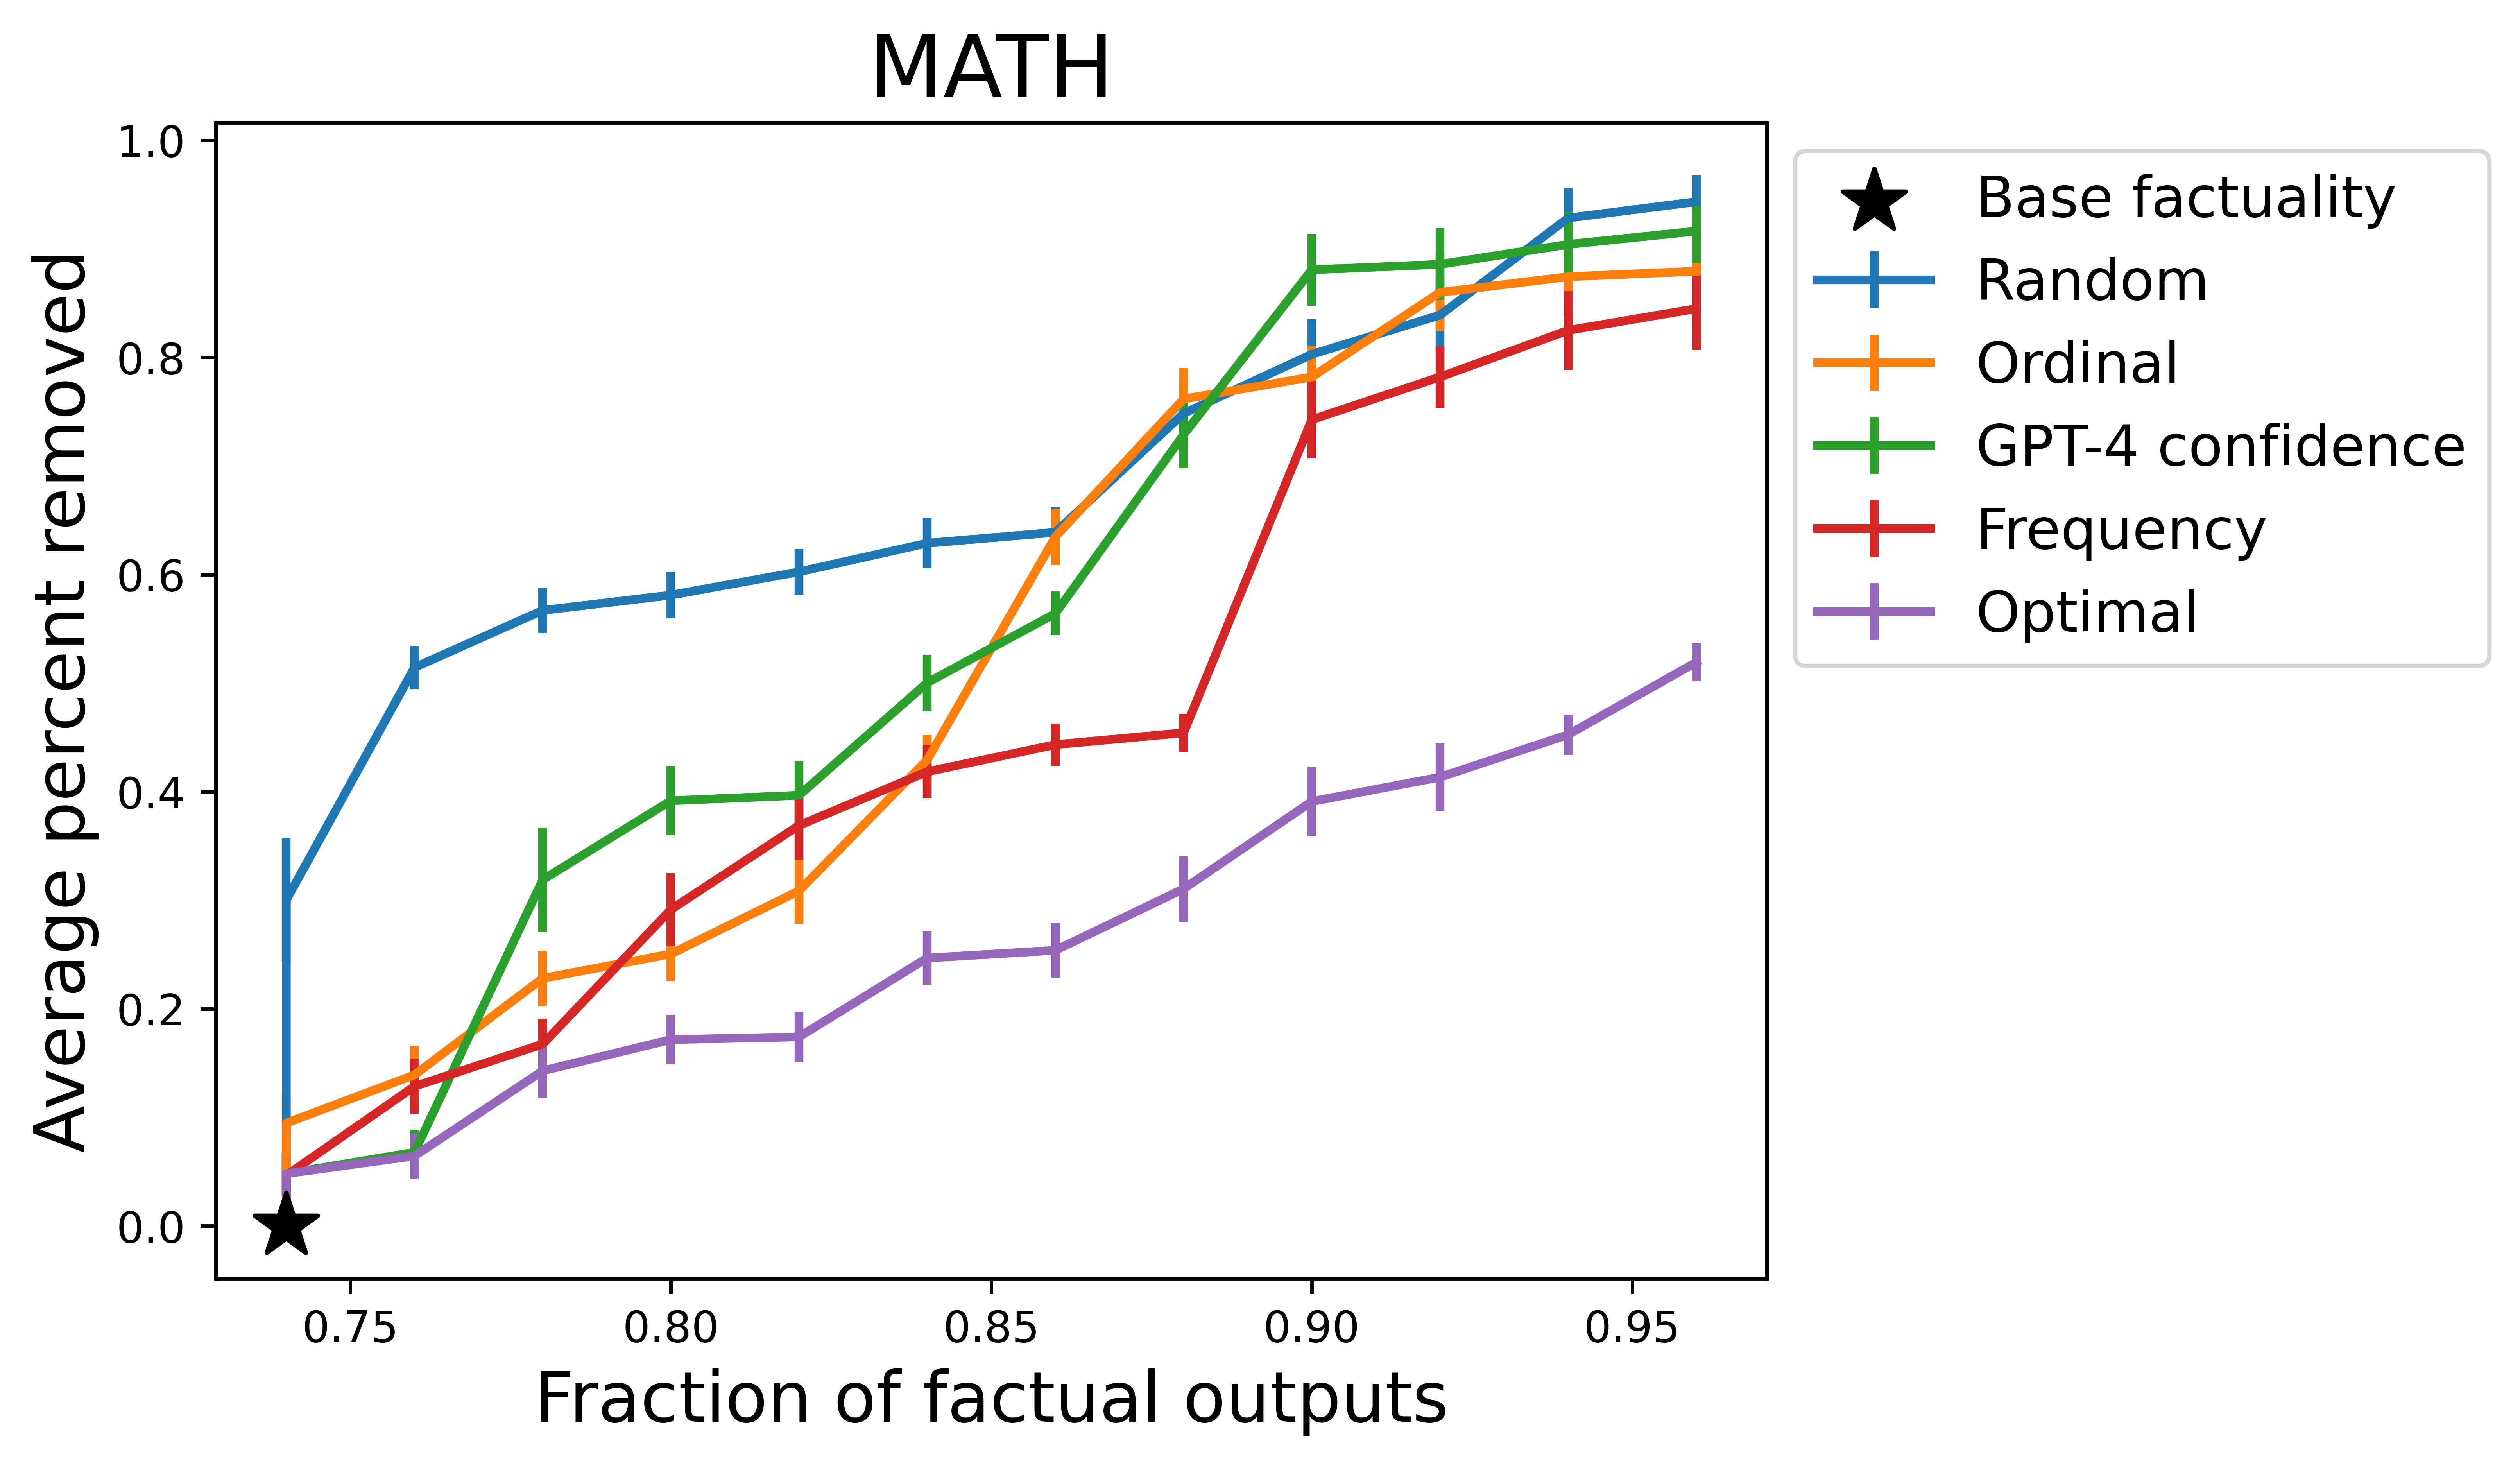 MATH
1.0
0.8
0.6
0.4
0.2
0.0
Average percent removed
0.75
0.80
0.85
0.90
0.95
Fraction of factual outputs
Base factuality
Random
Ordinal
GPT-4 confidence
Frequency
Optimal